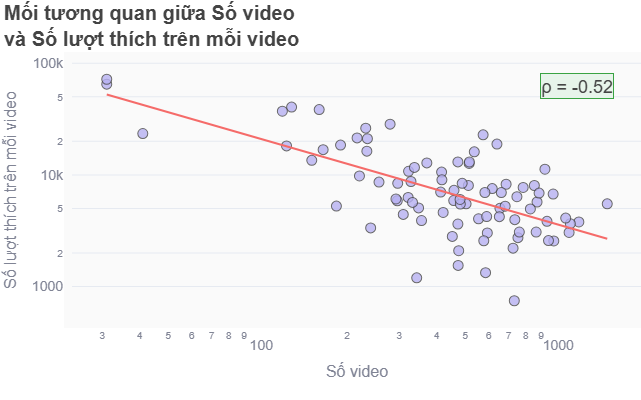 Mối tương quan giữa Số video
và Số lượt thích trên mỗi video
ρ = -0.52
Số lượt thích trên mỗi video
100k
5
2
10k
5
2
1000
3 4 5 6 7 8 9 100 2 3 4 5 6 7 8 9 1000
Số video